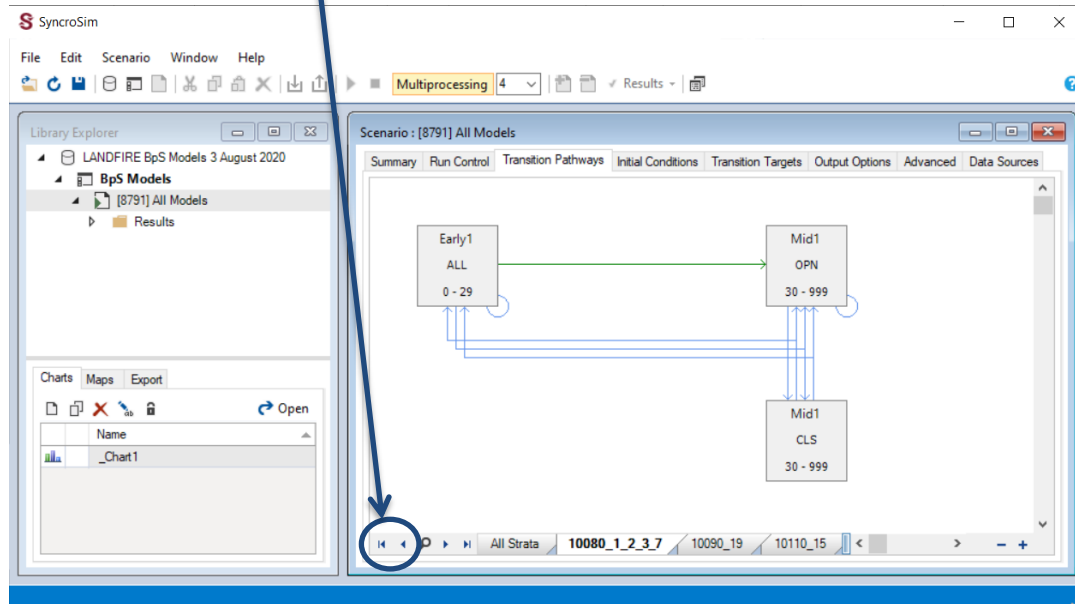 SyncroSim
File Edit Scenario Window Help
Multiprocessing 4 Results
Library Explorer
LANDFIRE BpS Models 3 August 2020
BpS Models
[8791] All Models
Results
Charts Maps Export
Open
Name
_Chart1
Scenario : [8791] All Models
Summary Run Control Transition Pathways Initial Conditions Transition Targets Output Options Advanced Data Sources
Early1
ALL
0 - 29
Mid1
OPN
30 - 999
Mid1
CLS
30 - 999
All Strata 10080_1_2_3_7 10090_19 10110_15